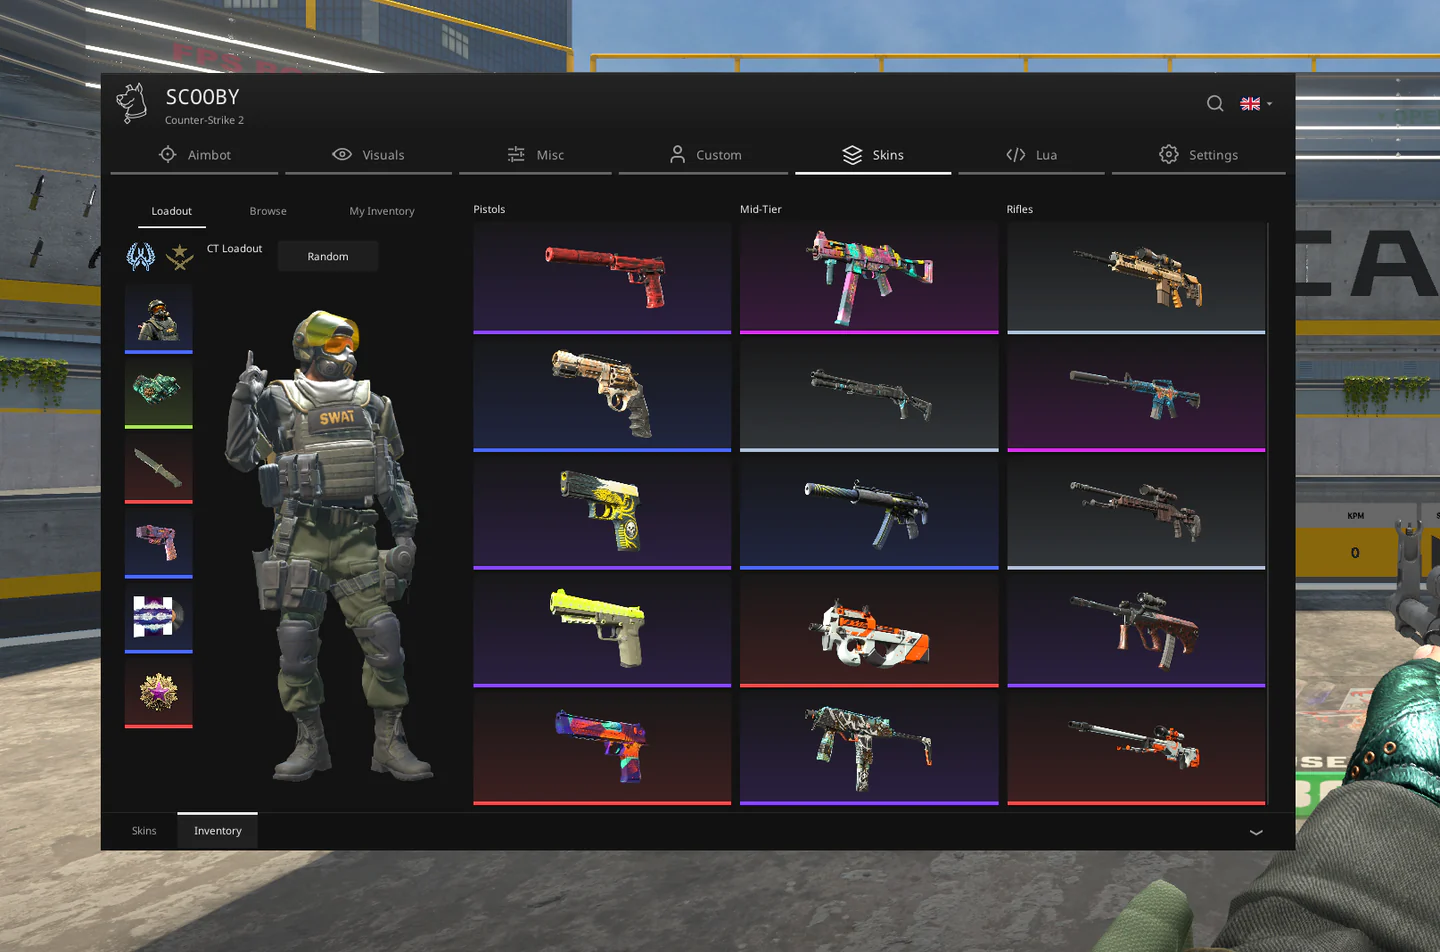 SCOOBY
Counter-Strike 2
Aimbot
Visuals
Misc
Custom
Skins
Lua
Settings
Loadout
Browse
My Inventory
CT Loadout
Random
Pistols
Mid-Tier
Rifles
SWAT
KPM
0
Skins
Inventory